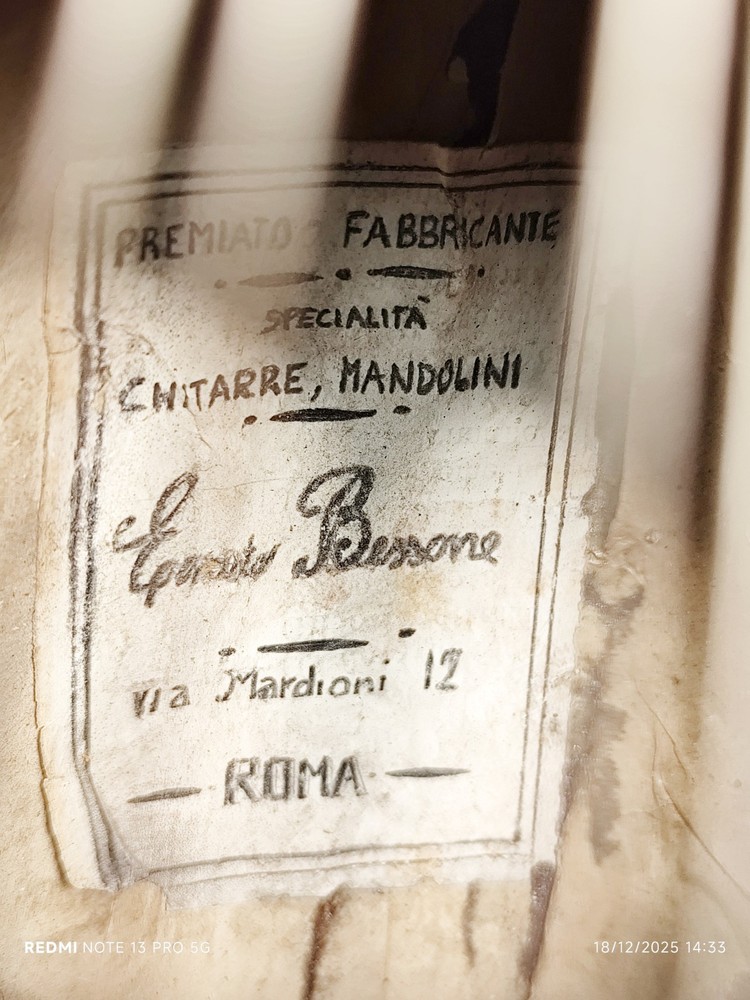 PREMIATO FABBRICANTE
SPECIALITÀ
CHITARRE, MANDOLINI
Bessone
via Mardioni 12
ROMA
REDMI NOTE 13 PRO 5G
18/12/2025 14:33